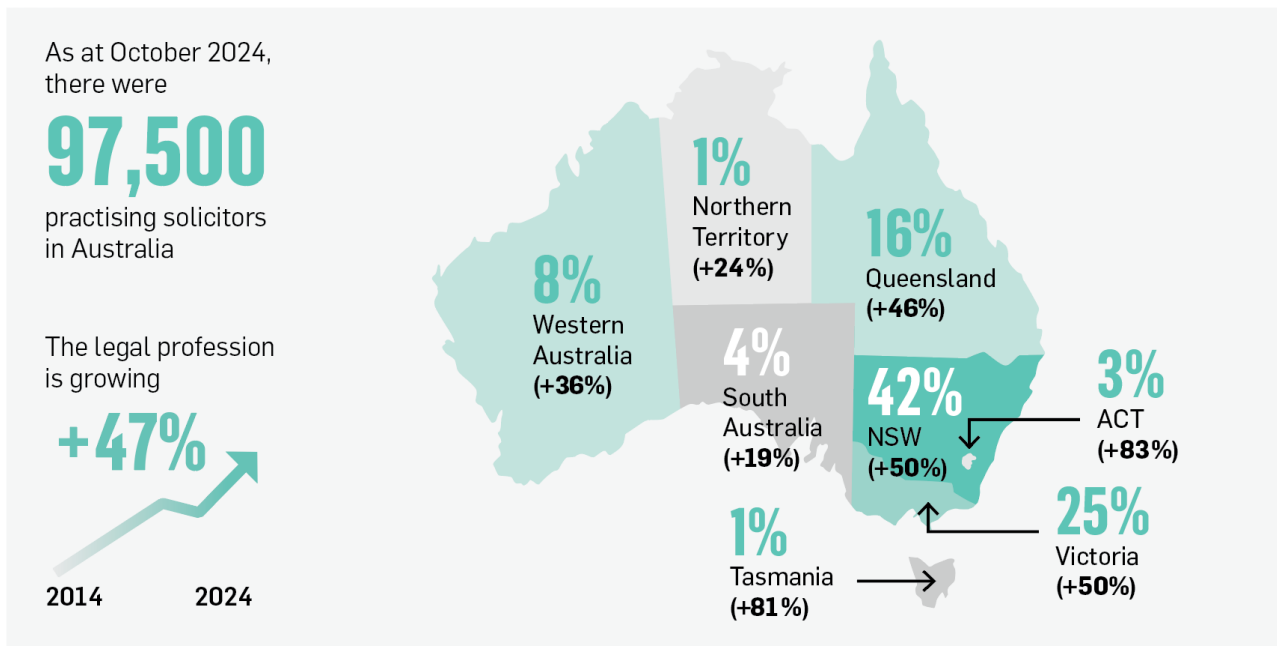 As at October 2024,
there were
97,500
practising solicitors
in Australia
The legal profession
is growing
+47%
2014
2024
1%
Northern
Territory
(+24%)
16%
Queensland
(+46%)
8%
Western
Australia
(+36%)
4%
South
Australia
(+19%)
42%
NSW
(+50%)
3%
ACT
(+83%)
25%
Victoria
(+50%)
1%
Tasmania
(+81%)